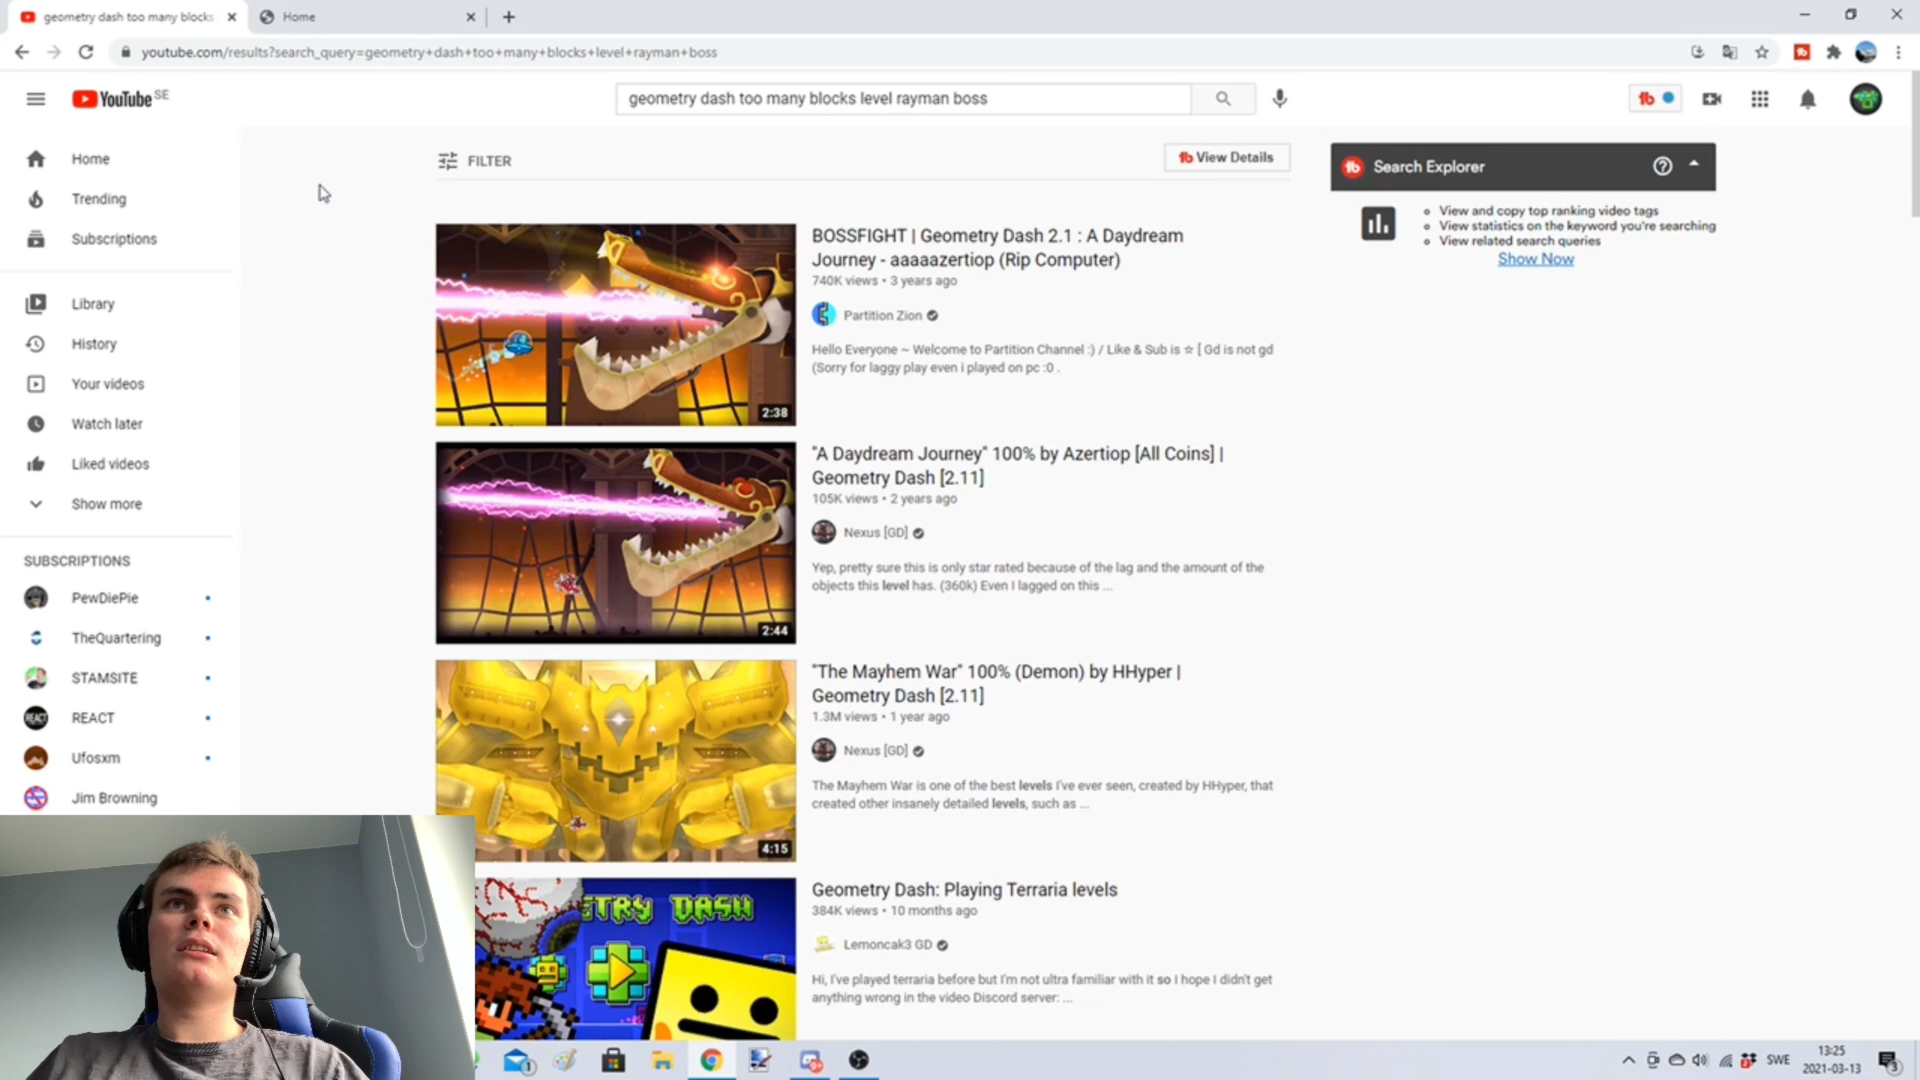 geometry dash too many blocks
Home
youtube.com/results?search_query=geometry+dash+too+many+blocks+level+rayman+boss
YouTube SE
geometry dash too many blocks level rayman boss
Home
Trending
Subscriptions
Library
History
Your videos
Watch later
Liked videos
Show more
SUBSCRIPTIONS
PewDiePie
TheQuartering
STAMSITE
REACT
REACT
Ufosxm
Jim Browning
FILTER
View Details
2:38
BOSSFIGHT | Geometry Dash 2.1 : A Daydream
Journey - aaaaazertiop (Rip Computer)
740K views • 3 years ago
Partition Zion
Hello Everyone ~ Welcome to Partition Channel :) / Like & Sub is ☆ [ Gd is not gd
(Sorry for laggy play even i played on pc :0 .
2:44
"A Daydream Journey" 100% by Azertiop [All Coins] |
Geometry Dash [2.11]
105K views • 2 years ago
Nexus [GD]
Yep, pretty sure this is only star rated because of the lag and the amount of the
objects this level has. (360k) Even I lagged on this ...
4:15
"The Mayhem War" 100% (Demon) by HHyper |
Geometry Dash [2.11]
1.3M views • 1 year ago
Nexus [GD]
The Mayhem War is one of the best levels I've ever seen, created by HHyper, that
created other insanely detailed levels, such as ...
ETRY DASH
Geometry Dash: Playing Terraria levels
384K views • 10 months ago
Lemoncak3 GD
Hi, I've played terraria before but I'm not ultra familiar with it so I hope I didn't get
anything wrong in the video Discord server: ...
Search Explorer
View and copy top ranking video tags
View statistics on the keyword you're searching
View related search queries
Show Now
SWE
13:25
2021-03-13
3